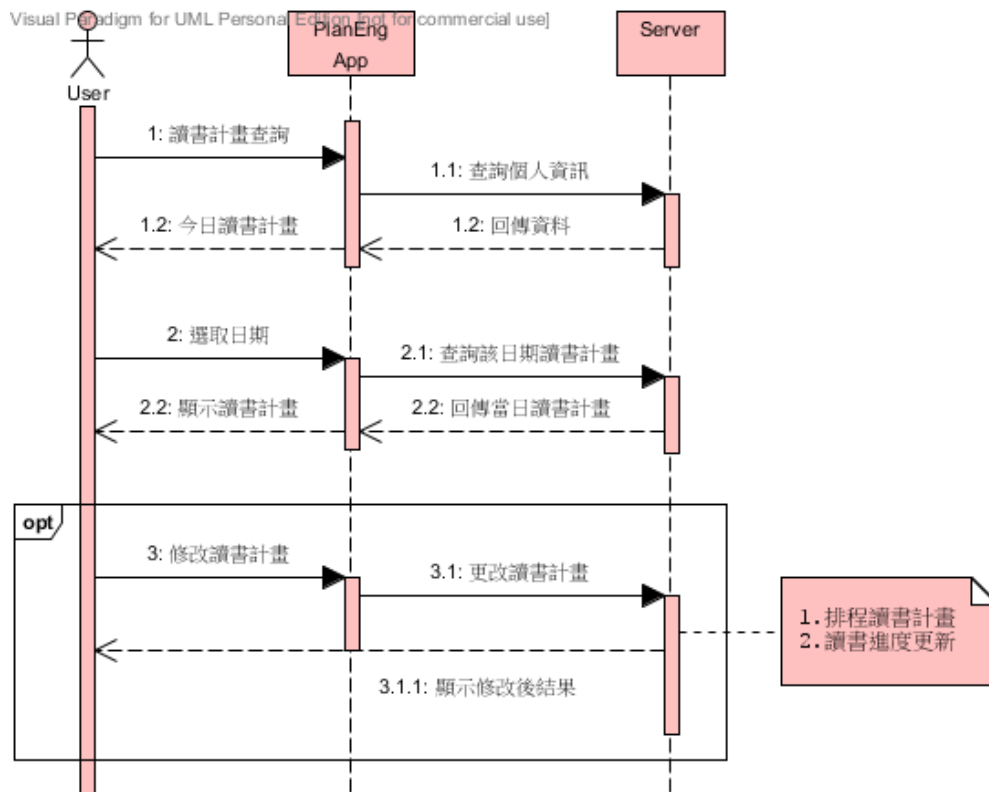 Visual Paradigm for UML Personal Edition [not for commercial use]
PlanEng
App
Server
User
1: 讀書計畫查詢
1.1: 查詢個人資訊
1.2: 今日讀書計畫
1.2: 回傳資料
2: 選取日期
2.1: 查詢該日期讀書計畫
2.2: 顯示讀書計畫
2.2: 回傳當日讀書計畫
opt
3: 修改讀書計畫
3.1: 更改讀書計畫
1.排程讀書計畫
2.讀書進度更新
3.1.1: 顯示修改後結果